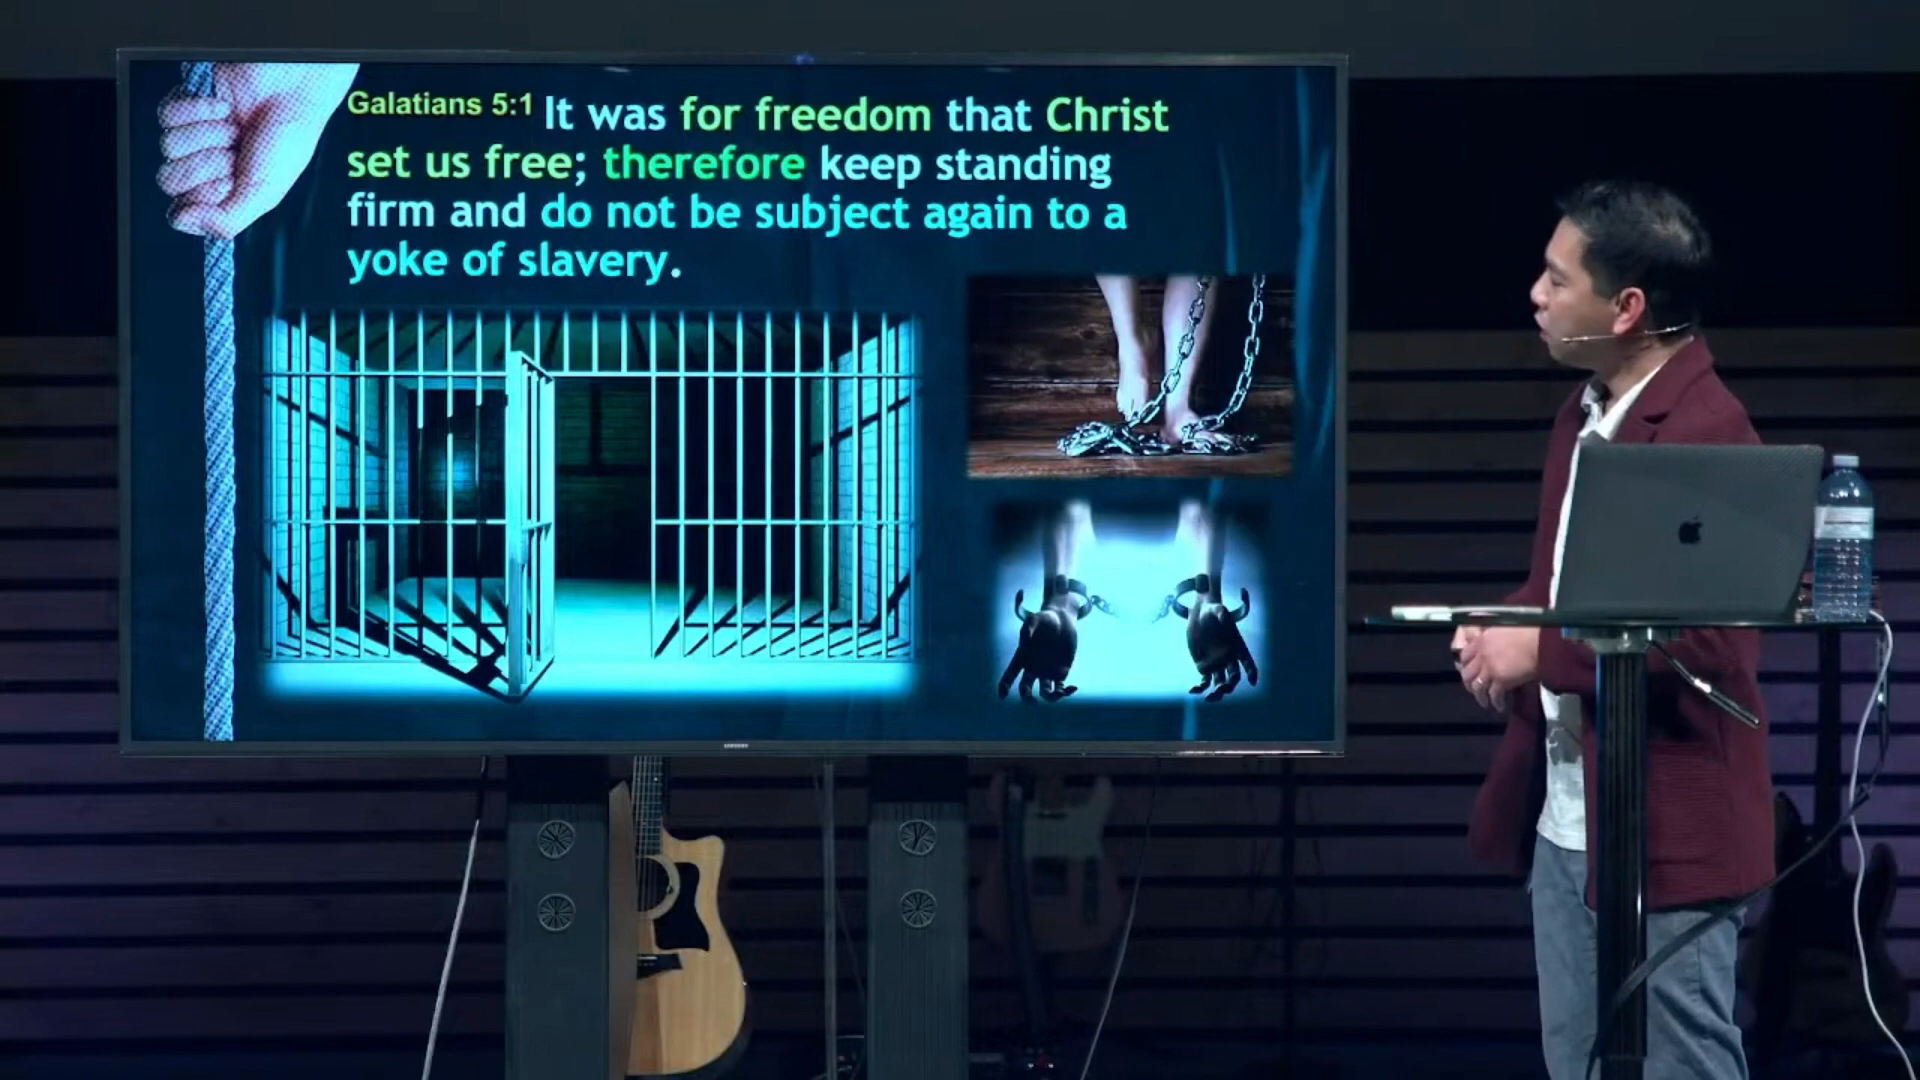 Galatians 5:1 It was for freedom that Christ
set us free; therefore keep standing
firm and do not be subject again to a
yoke of slavery.
SAMSUNG